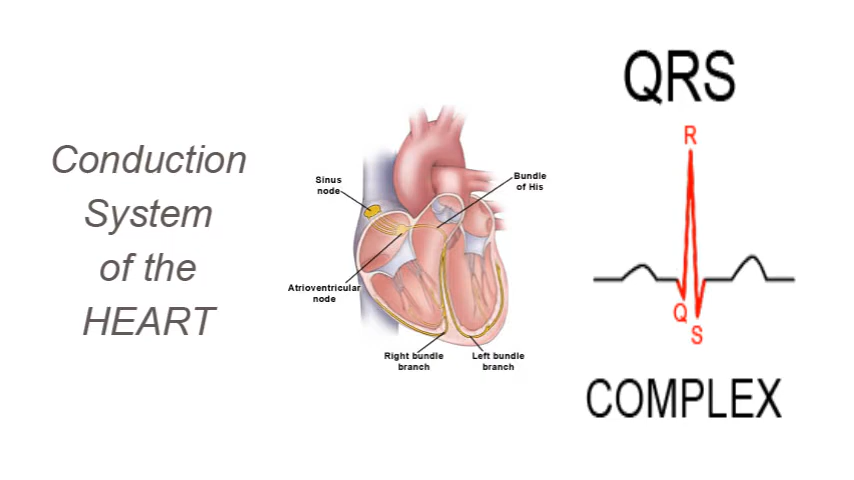 Conduction
System
of the
HEART
Sinus
node
Bundle
of His
Atrioventricular
node
Right bundle
branch
Left bundle
branch
QRS
R
Q
S
COMPLEX